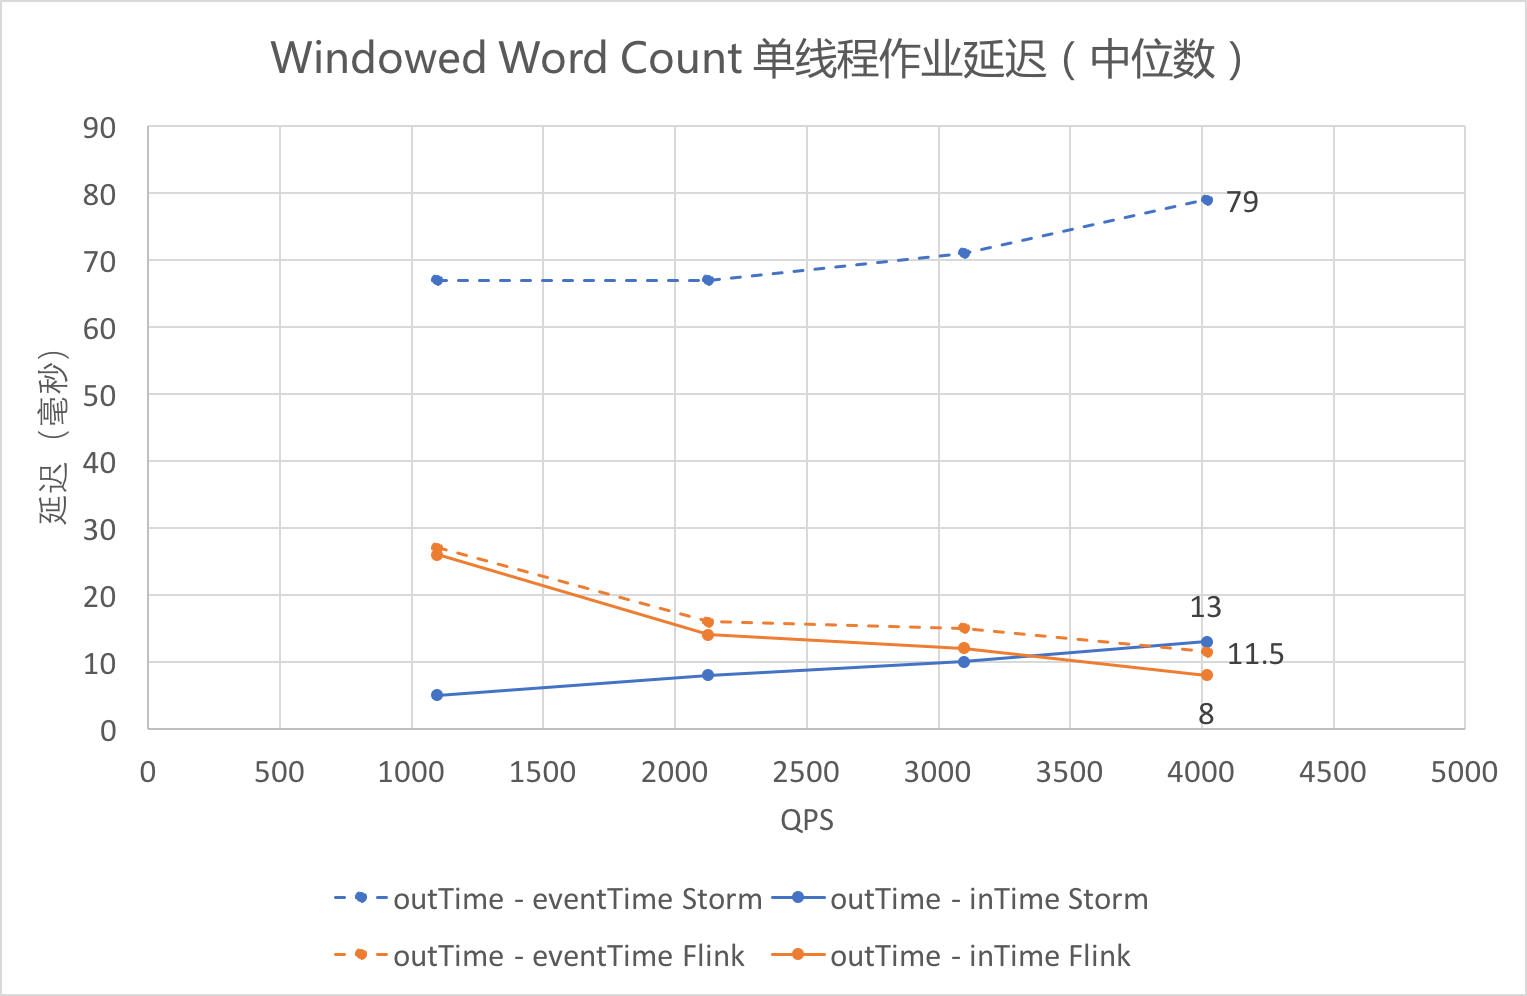 Windowed Word Count 单线程作业延迟（中位数）
90
80
70
60
50
40
30
20
10
0
延迟（毫秒）
79
13
11.5
8
0 500 1000 1500 2000 2500 3000 3500 4000 4500 5000
QPS
outTime - eventTime Storm outTime - inTime Storm
outTime - eventTime Flink outTime - inTime Flink